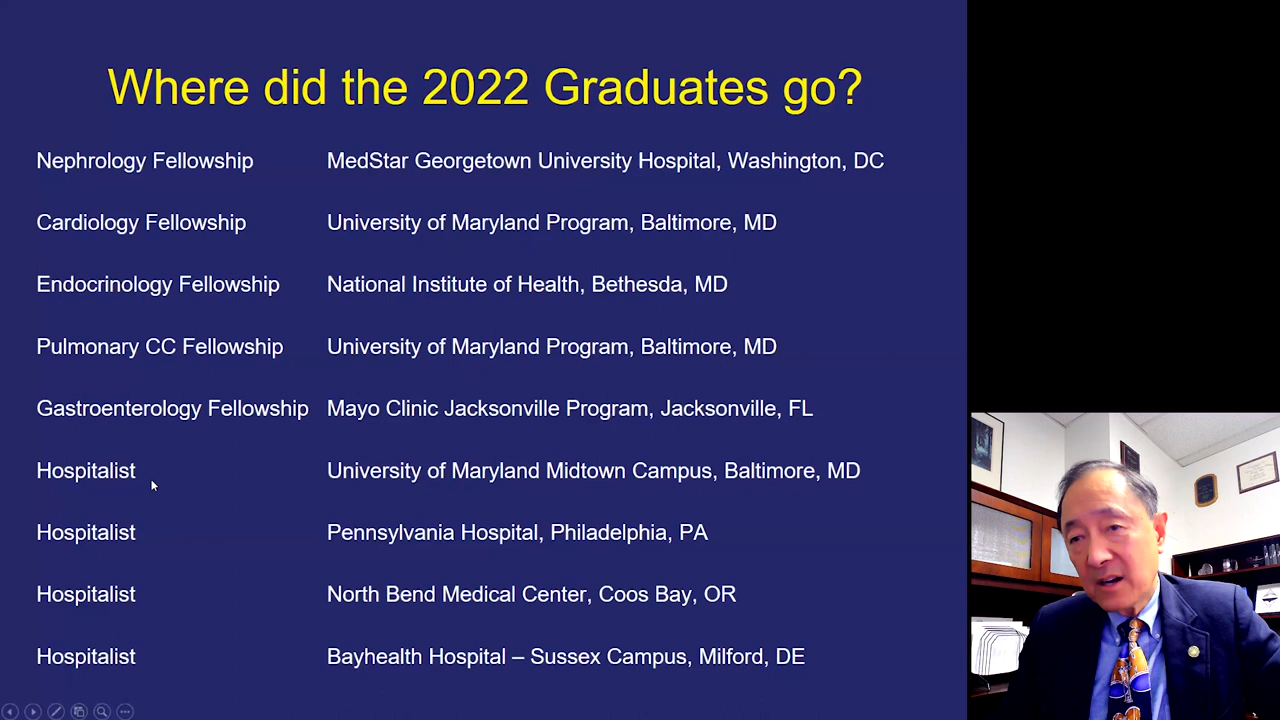 Where did the 2022 Graduates go?
Nephrology Fellowship MedStar Georgetown University Hospital, Washington, DC
Cardiology Fellowship University of Maryland Program, Baltimore, MD
Endocrinology Fellowship National Institute of Health, Bethesda, MD
Pulmonary CC Fellowship University of Maryland Program, Baltimore, MD
Gastroenterology Fellowship Mayo Clinic Jacksonville Program, Jacksonville, FL
Hospitalist University of Maryland Midtown Campus, Baltimore, MD
Hospitalist Pennsylvania Hospital, Philadelphia, PA
Hospitalist North Bend Medical Center, Coos Bay, OR
Hospitalist Bayhealth Hospital – Sussex Campus, Milford, DE